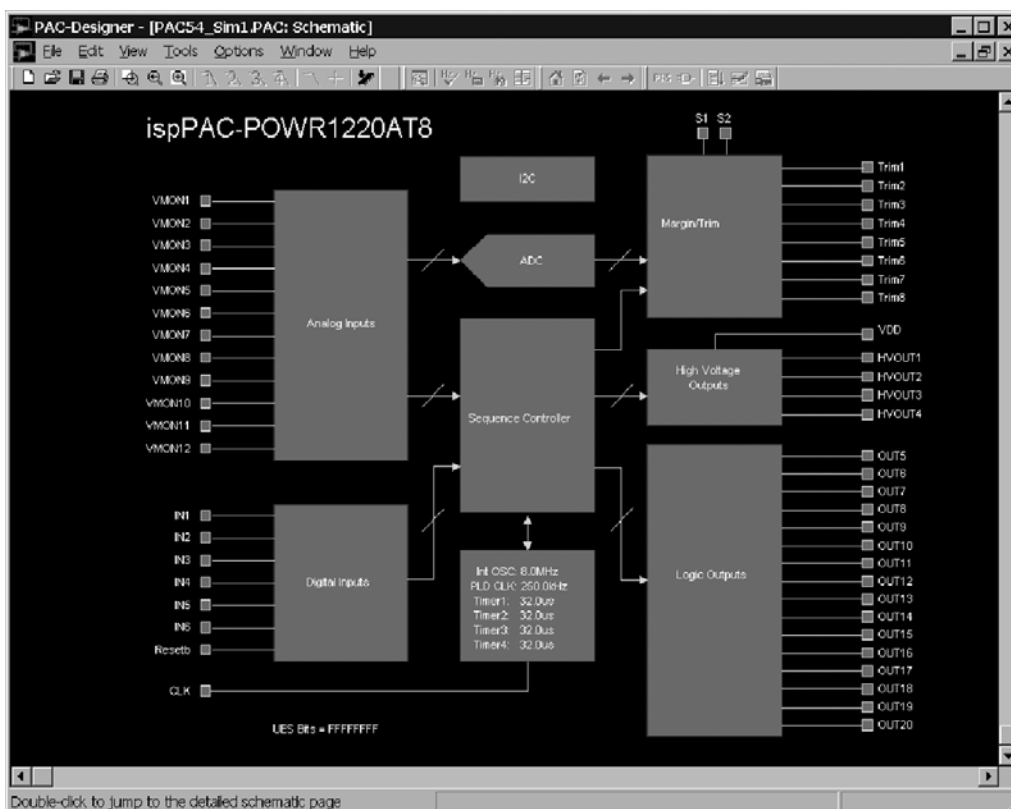 PAC-Designer - [PAC54_Sim1.PAC: Schematic]
File Edit View Tools Options Window Help
ispPAC-POWR1220AT8
S1 S2
I2C
ADC
Margin/Trim
Trim1
Trim2
Trim3
Trim4
Trim5
Trim6
Trim7
Trim8
VMON1
VMON2
VMON3
VMON4
VMON5
VMON6
VMON7
VMON8
VMON9
VMON10
VMON11
VMON12
Analog Inputs
Sequence Controller
VDD
High Voltage
Outputs
HVOUT1
HVOUT2
HVOUT3
HVOUT4
IN1
IN2
IN3
IN4
IN5
IN6
Resetb
CLK
Digital Inputs
Int OSC: 8.0MHz
PLD CLK: 250.0kHz
Timer1: 32.0us
Timer2: 32.0us
Timer3: 32.0us
Timer4: 32.0us
Logic Outputs
OUT5
OUT6
OUT7
OUT8
OUT9
OUT10
OUT11
OUT12
OUT13
OUT14
OUT15
OUT16
OUT17
OUT18
OUT19
OUT20
UES Bits = FFFFFFFF
Double-click to jump to the detailed schematic page